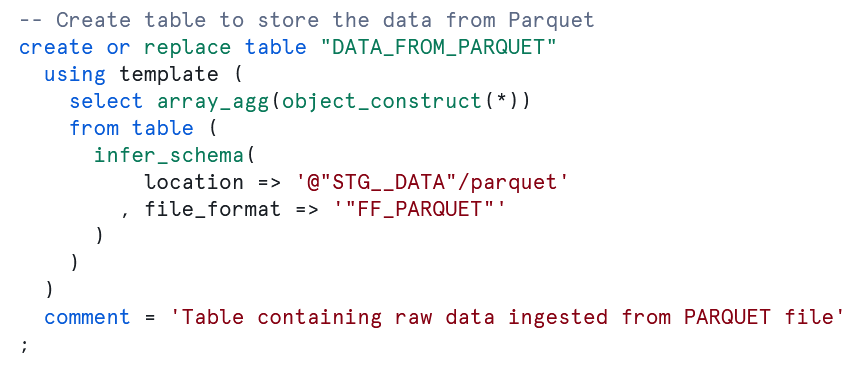 -- Create table to store the data from Parquet
create or replace table "DATA_FROM_PARQUET"
  using template (
    select array_agg(object_construct(*))
    from table (
      infer_schema(
          location => '@"STG__DATA"/parquet'
        , file_format => '"FF_PARQUET"'
      )
    )
  )
  comment = 'Table containing raw data ingested from PARQUET file'
;